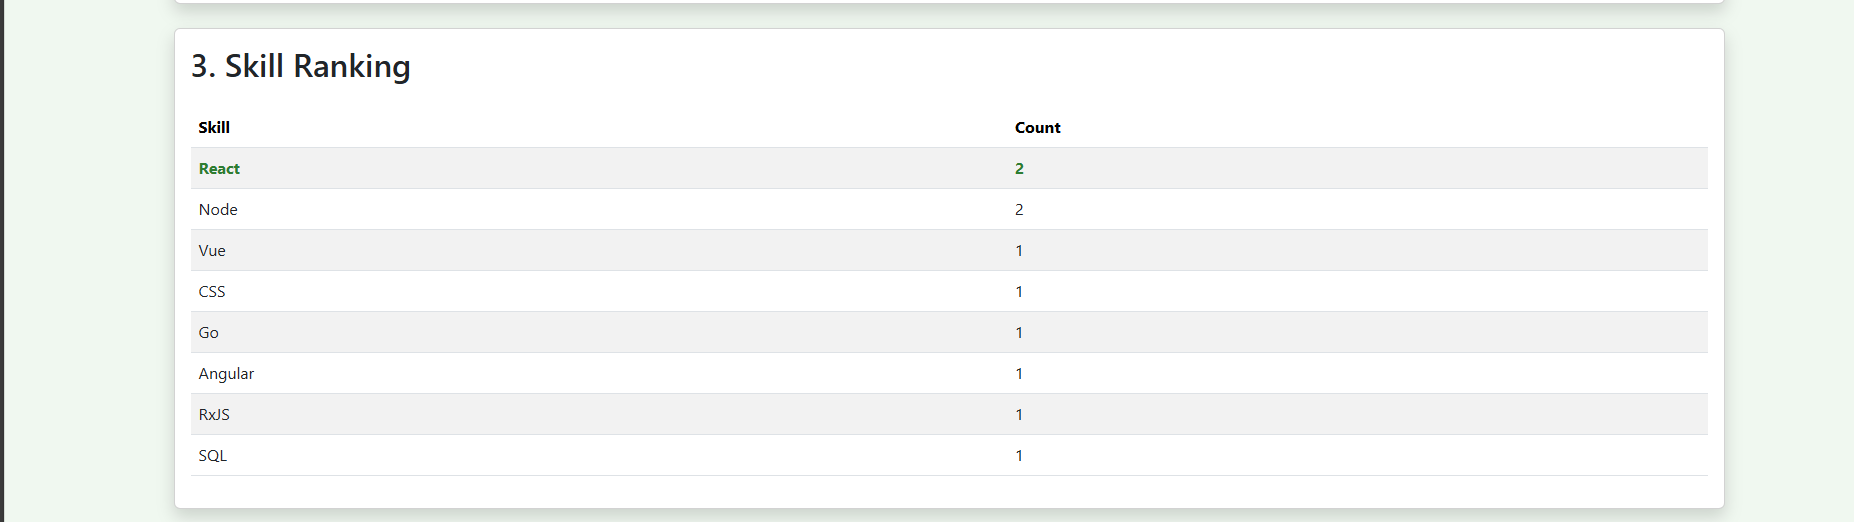 3. Skill Ranking
Skill Count
React 2
Node 2
Vue 1
CSS 1
Go 1
Angular 1
RxJS 1
SQL 1